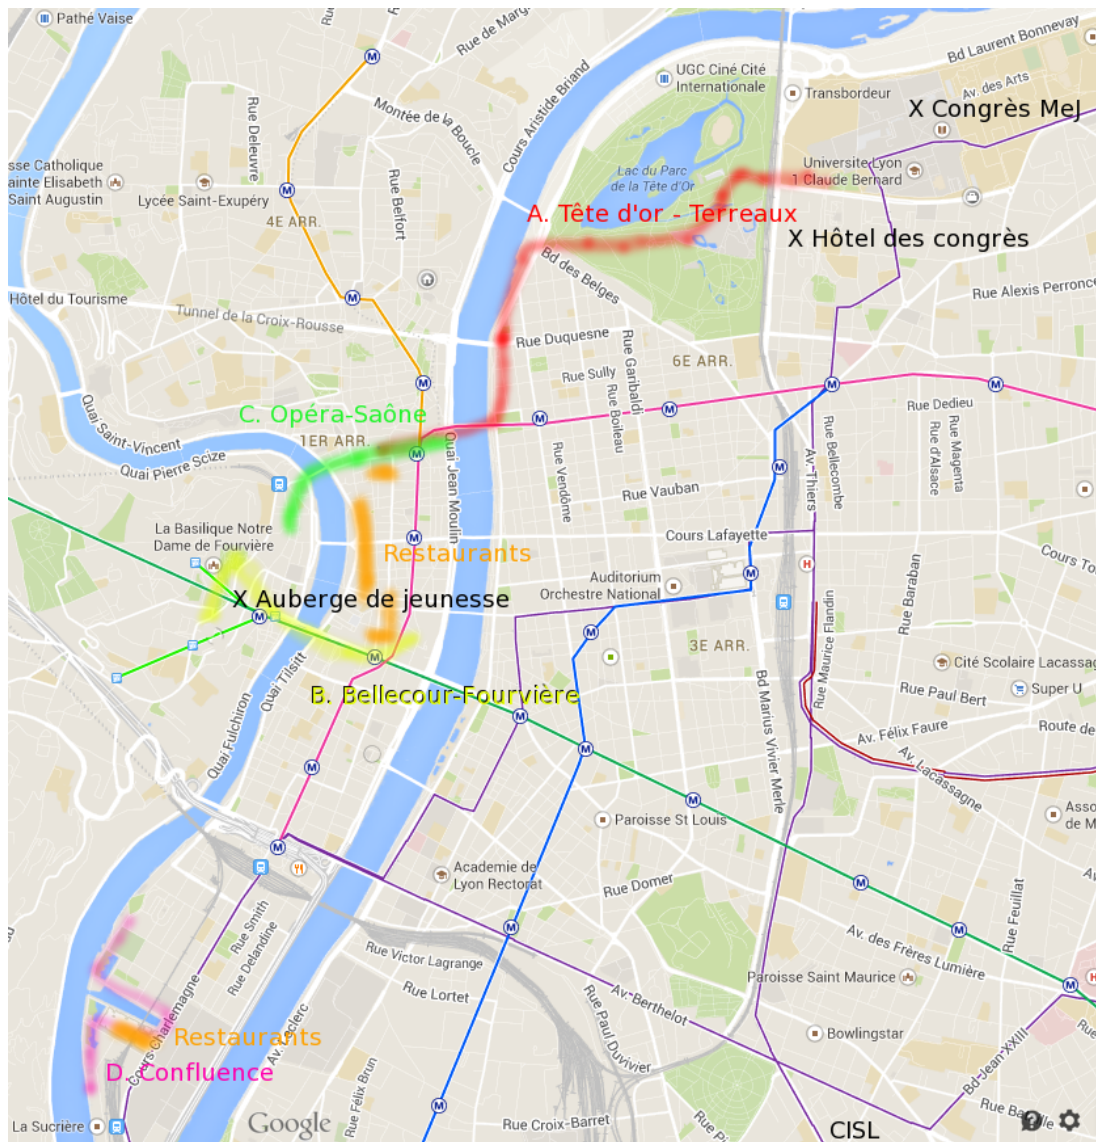 Pathé Vaise
Rue de Marg
Bd Laurent Bonnevay
UGC Ciné Cité
Internationale
Transbordeur
Av. des Arts
X Congrès MeJ
Rue Deleuvre
Montée de la Boucle
Cours Aristide Briand
sse Catholique
ainte Elisabeth
Saint Augustin
Lycée Saint-Exupéry
Rue Belfort
Lac du Parc
de la Tête d'Or
Universite Lyon
1 Claude Bernard
4E ARR.
A. Tête d'or - Terreaux
X Hôtel des congrès
Bd des Belges
Hôtel du Tourisme
Tunnel de la Croix-Rousse
Rue Alexis Perronce
Rue Duquesne
Rue Garibaldi
6E ARR.
Rue Sully
Rue Boileau
Rue Dedieu
C. Opéra-Saône
1ER ARR.
Quai Saint-Vincent
Quai Pierre Scize
Quai Jean Moulin
Rue Vendôme
Rue Vauban
Av. Thiers
Rue Bellecombe
Rue d'Alsace
Rue Magenta
La Basilique Notre
Dame de Fourvière
Restaurants
Cours Lafayette
Cours To
X Auberge de jeunesse
Auditorium
Orchestre National
H
Rue Baraban
Rue Maurice Flandin
3E ARR.
Cité Scolaire Lacassag
Quai Tilsitt
B. Bellecour-Fourvière
Rue Paul Bert
Super U
Quai Fulchiron
Bd Marius Vivier Merle
Av. Félix Faure
Route de
Av. Lacassagne
Paroisse St Louis
Asso
de M
Academie de
Lyon Rectorat
Rue Domer
Av
Rue Smith
Rue Delandine
Rue Feuillat
Rue Victor Lagrange
Av. des Frères Lumière
Rue Lortet
Av. Berthelot
Paroisse Saint Maurice
H
Cours Charlemagne
Av. Leclerc
Rue Paul Duvivier
Restaurants
Bowlingstar
Rue
D. Confluence
Bd Jean XXIII
Rue Félix Brun
La Sucrière
Google
Rue Croix-Barret
Rue Pi
CISL